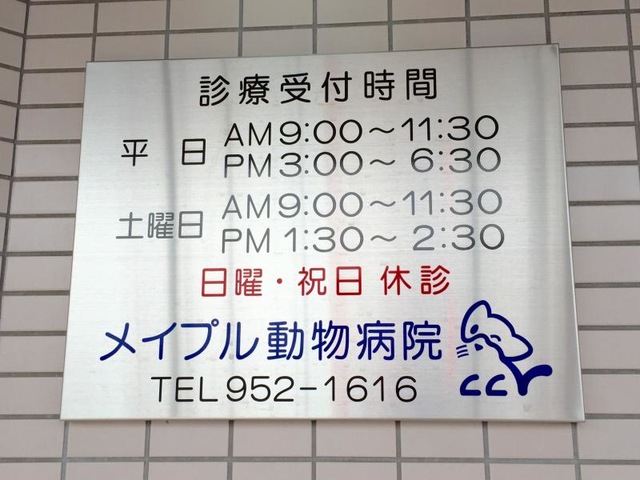 診療受付時間
平日 AM9:00～11:30
PM3:00～6:30
土曜日 AM9:00～11:30
PM1:30～2:30
日曜・祝日 休診
メイプル動物病院
TEL952-1616